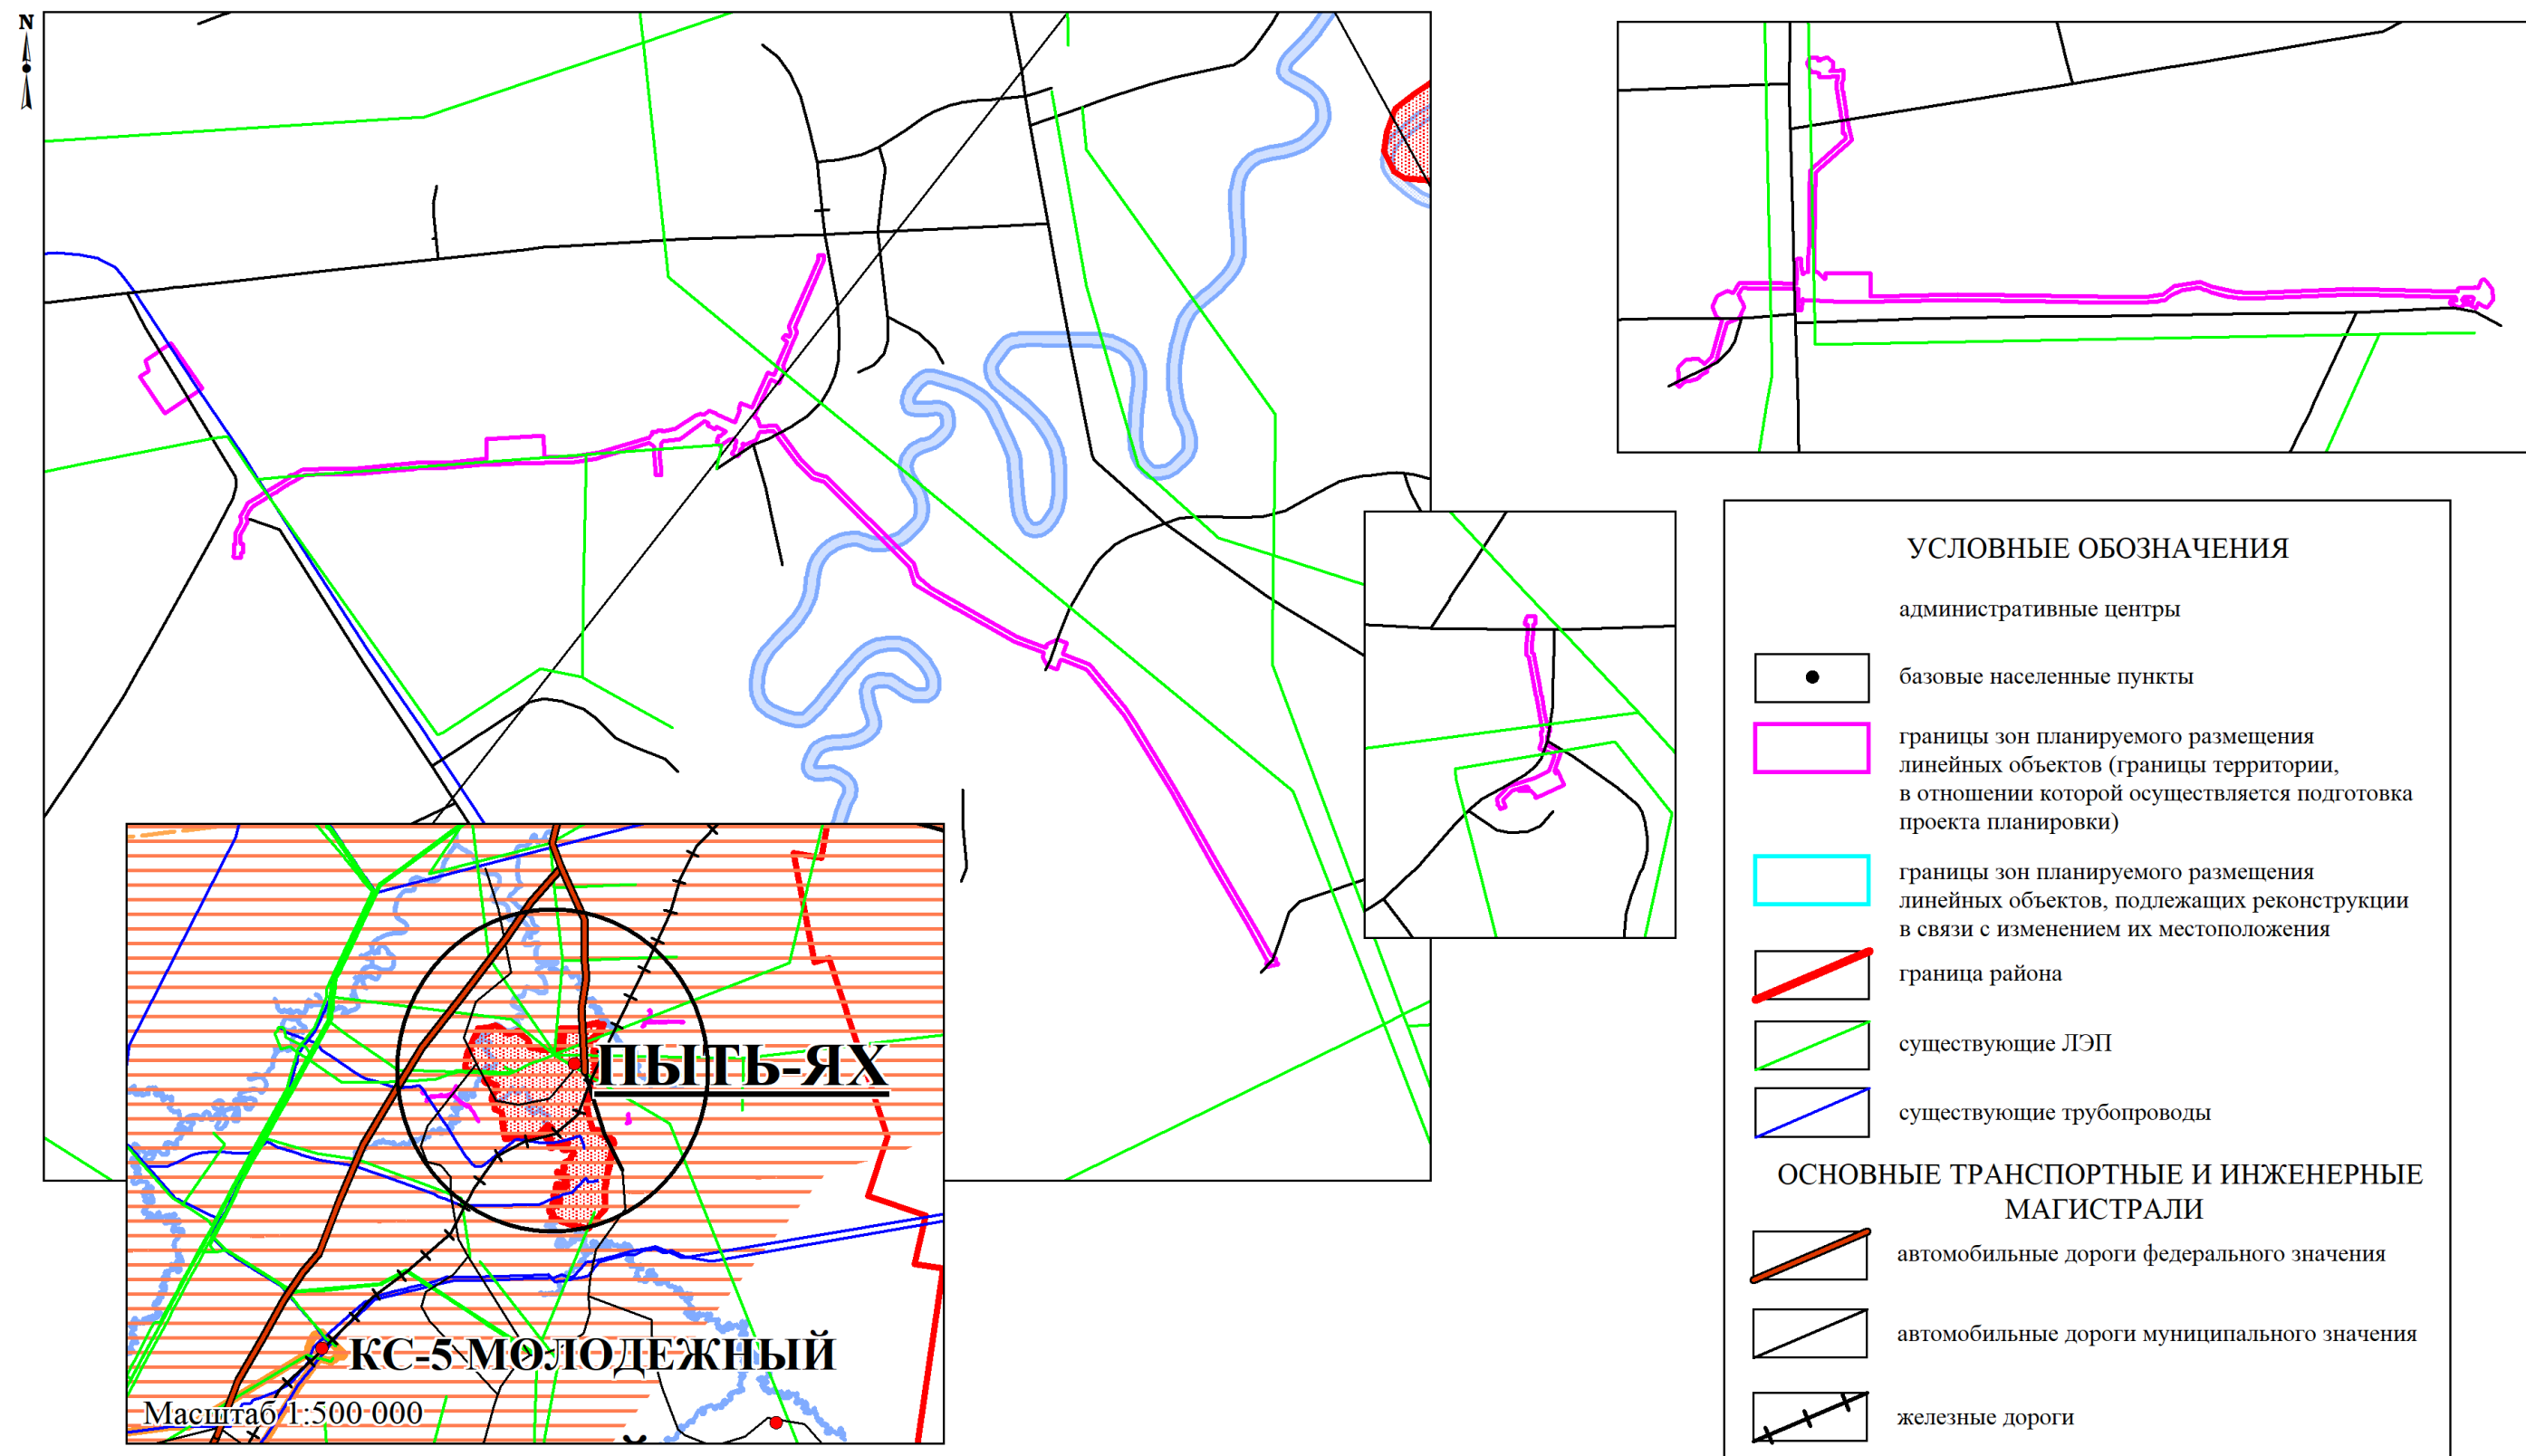 N
УСЛОВНЫЕ ОБОЗНАЧЕНИЯ
административные центры
базовые населенные пункты
границы зон планируемого размещения
линейных объектов (границы территории,
в отношении которой осуществляется подготовка
проекта планировки)
границы зон планируемого размещения
линейных объектов, подлежащих реконструкции
в связи с изменением их местоположения
граница района
существующие ЛЭП
существующие трубопроводы
ОСНОВНЫЕ ТРАНСПОРТНЫЕ И ИНЖЕНЕРНЫЕ
МАГИСТРАЛИ
автомобильные дороги федерального значения
автомобильные дороги муниципального значения
железные дороги
ПЫТЬ-ЯХ
КС-5 МОЛОДЕЖНЫЙ
Масштаб 1:500 000